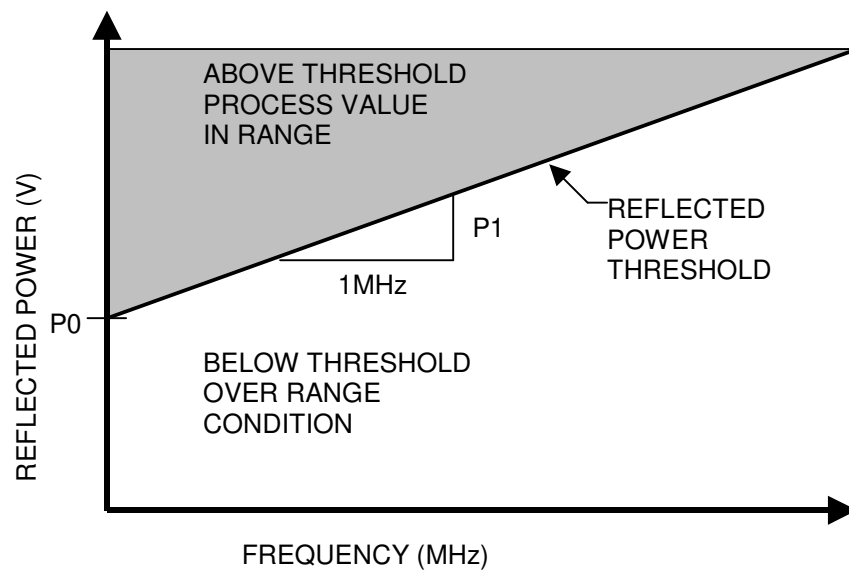 ABOVE THRESHOLD
PROCESS VALUE
IN RANGE
REFLECTED
POWER
THRESHOLD
P1
1MHz
P0
BELOW THRESHOLD
OVER RANGE
CONDITION
REFLECTED POWER (V)
FREQUENCY (MHz)